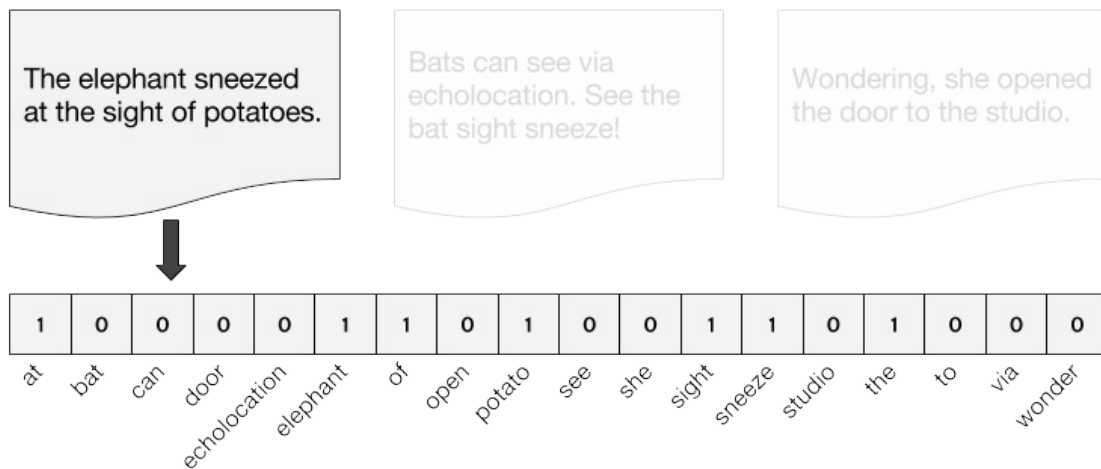 The elephant sneezed
at the sight of potatoes.
Bats can see via
echolocation. See the
bat sight sneeze!
Wondering, she opened
the door to the studio.
1 0 0 0 0 1 1 0 1 0 0 1 1 0 1 0 0 0
at bat can door echolocation elephant of open potato see she sight sneeze studio the to via wonder